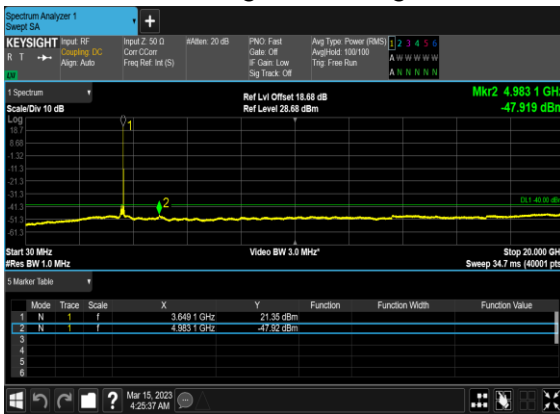 Spectrum Analyzer 1
Swept SA
+
KEYSIGHT Input: RF Input Z: 50 Ω #Atten: 20 dB PNO: Fast Avg Type: Power (RMS) 1 2 3 4 5 6
R T Coupling: DC Corr CCorr Gate: Off Avg|Hold: 100/100 A W W W W W
Align: Auto Freq Ref: Int (S) IF Gain: Low Trig: Free Run
LV Sig Track: Off A N N N N N
1 Spectrum Ref Lvl Offset 18.68 dB Mkr2 4.983 1 GHz
Scale/Div 10 dB Ref Level 28.68 dBm -47.919 dBm
Log
18.7
8.68
-1.32
-11.3
-21.3
-31.3
-41.3
-51.3
-61.3
1
2
DL1 -40.00 dBm
Start 30 MHz Video BW 3.0 MHz* Stop 20.000 GHz
#Res BW 1.0 MHz Sweep 34.7 ms (40001 pts)
5 Marker Table
Mode Trace Scale X Y Function Function Width Function Value
1 N 1 f 3.649 1 GHz 21.35 dBm
2 N 1 f 4.983 1 GHz -47.92 dBm
3
4
5
6
? Mar 15, 2023
4:25:37 AM